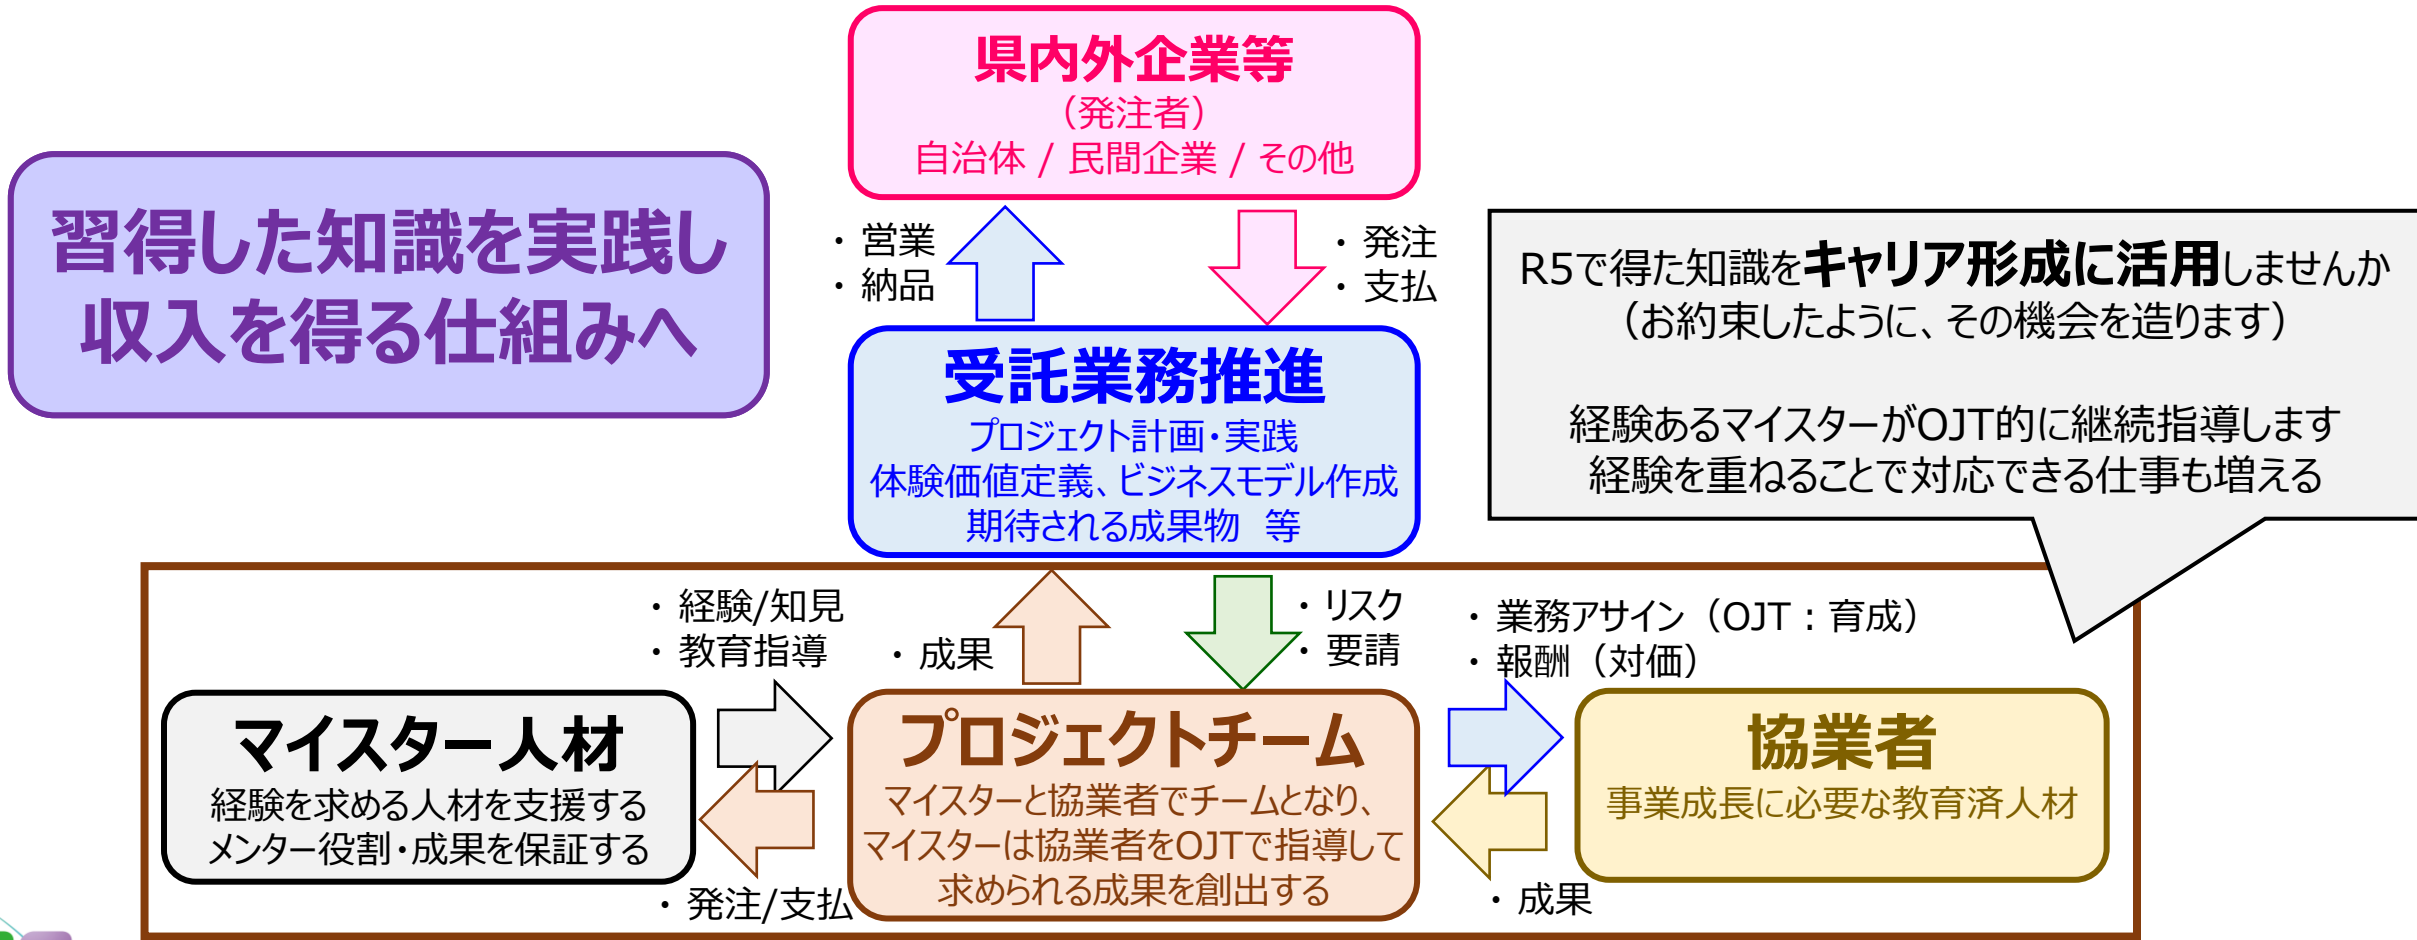 県内外企業等
（発注者）
自治体 / 民間企業 / その他
習得した知識を実践し
収入を得る仕組みへ
・ 営業
・ 納品
・ 発注
・ 支払
R5で得た知識をキャリア形成に活用しませんか
（お約束したように、その機会を造ります）
経験あるマイスターがOJT的に継続指導します
経験を重ねることで対応できる仕事も増える
受託業務推進
プロジェクト計画・実践
体験価値定義、ビジネスモデル作成
期待される成果物　等
・ 経験/知見
・ 教育指導
・ 成果
・ リスク
・ 要請
・ 業務アサイン（OJT：育成）
・ 報酬（対価）
マイスター人材
経験を求める人材を支援する
メンター役割・成果を保証する
プロジェクトチーム
マイスターと協業者でチームとなり、
マイスターは協業者をOJTで指導して
求められる成果を創出する
協業者
事業成長に必要な教育済人材
・ 発注/支払
・ 成果